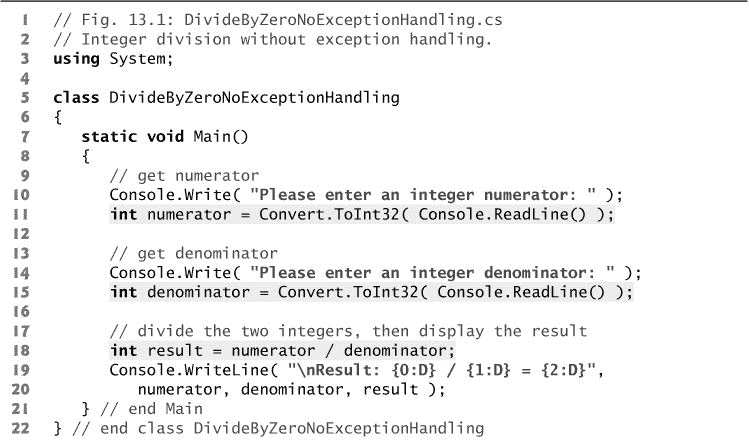 1 // Fig. 13.1: DivideByZeroNoExceptionHandling.cs
2 // Integer division without exception handling.
3 using System;
4
5 class DivideByZeroNoExceptionHandling
6 {
7 static void Main()
8 {
9 // get numerator
10 Console.Write( "Please enter an integer numerator: " );
11 int numerator = Convert.ToInt32( Console.ReadLine() );
12
13 // get denominator
14 Console.Write( "Please enter an integer denominator: " );
15 int denominator = Convert.ToInt32( Console.ReadLine() );
16
17 // divide the two integers, then display the result
18 int result = numerator / denominator;
19 Console.WriteLine( "\nResult: {0:D} / {1:D} = {2:D}",
20 numerator, denominator, result );
21 } // end Main
22 } // end class DivideByZeroNoExceptionHandling